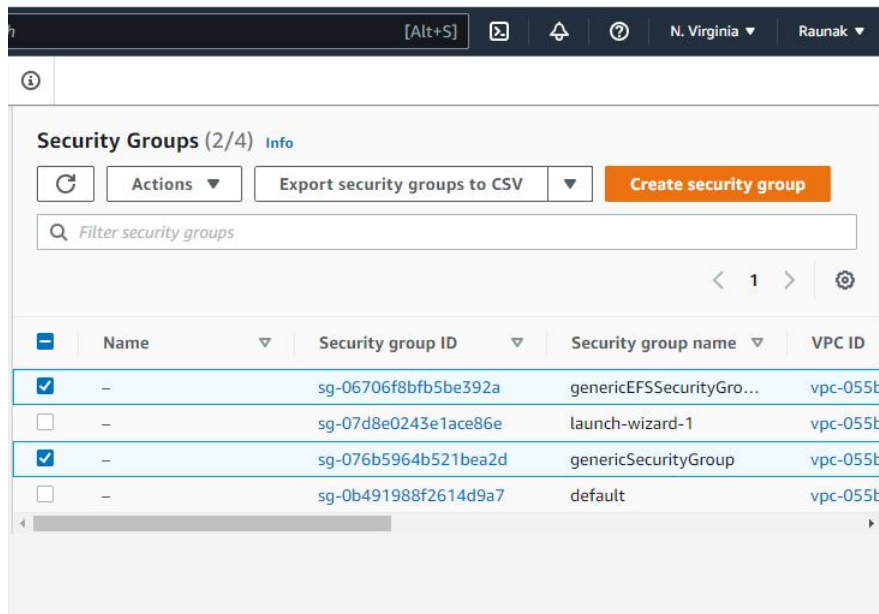 [Alt+S] N. Virginia ▼ Raunak ▼
Security Groups (2/4) Info
Actions ▼ Export security groups to CSV ▼ Create security group
Filter security groups
1
Name Security group ID Security group name VPC ID
– sg-06706f8bfb5be392a genericEFSSecurityGro... vpc-055b
– sg-07d8e0243e1ace86e launch-wizard-1 vpc-055b
– sg-076b5964b521bea2d genericSecurityGroup vpc-055b
– sg-0b491988f2614d9a7 default vpc-055b